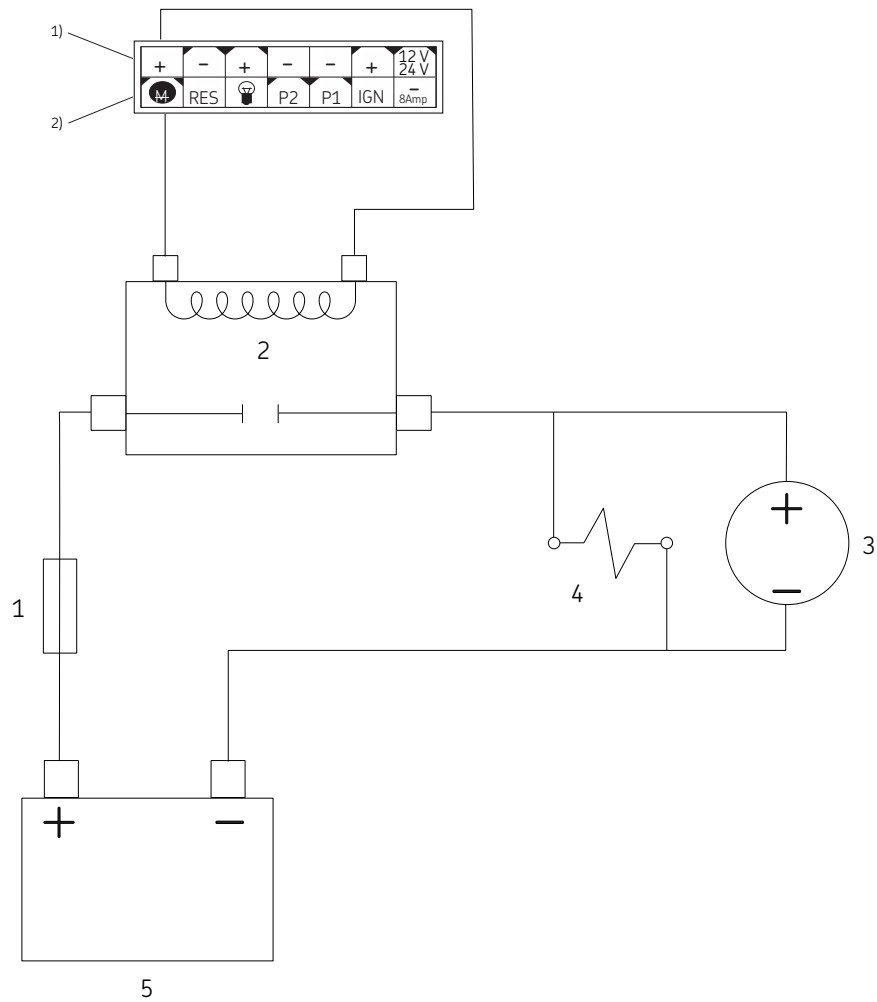 1)
+ − + − − + 12 V
24 V
M RES P2 P1 IGN −
8Amp
2)
2
+
−
3
4
1
+ −
5